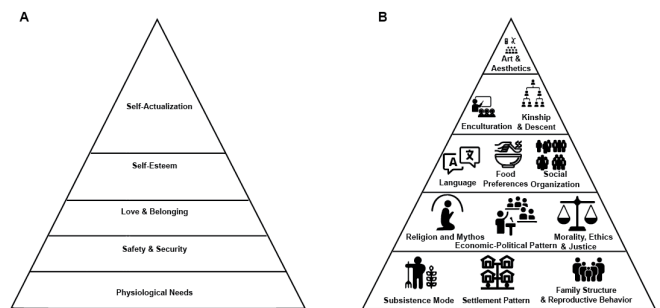 A
Self-Actualization
Self-Esteem
Love & Belonging
Safety & Security
Physiological Needs
B
Art &
Aesthetics
Enculturation
Kinship
& Descent
A 文
Language
Food
Preferences
Social
Organization
Religion and Mythos
Economic-Political Pattern
Morality, Ethics
& Justice
Subsistence Mode
Settlement Pattern
Family Structure
& Reproductive Behavior